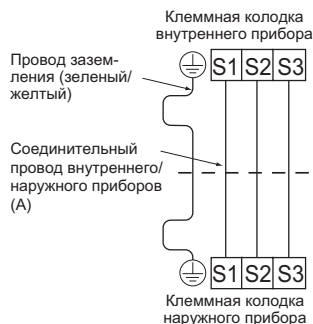 Клеммная колодка
внутреннего прибора
S1 S2 S3
Провод зазем-
ления (зеленый/
желтый)
Соединительный
провод внутреннего/
наружного приборов
(A)
S1 S2 S3
Клеммная колодка
наружного прибора